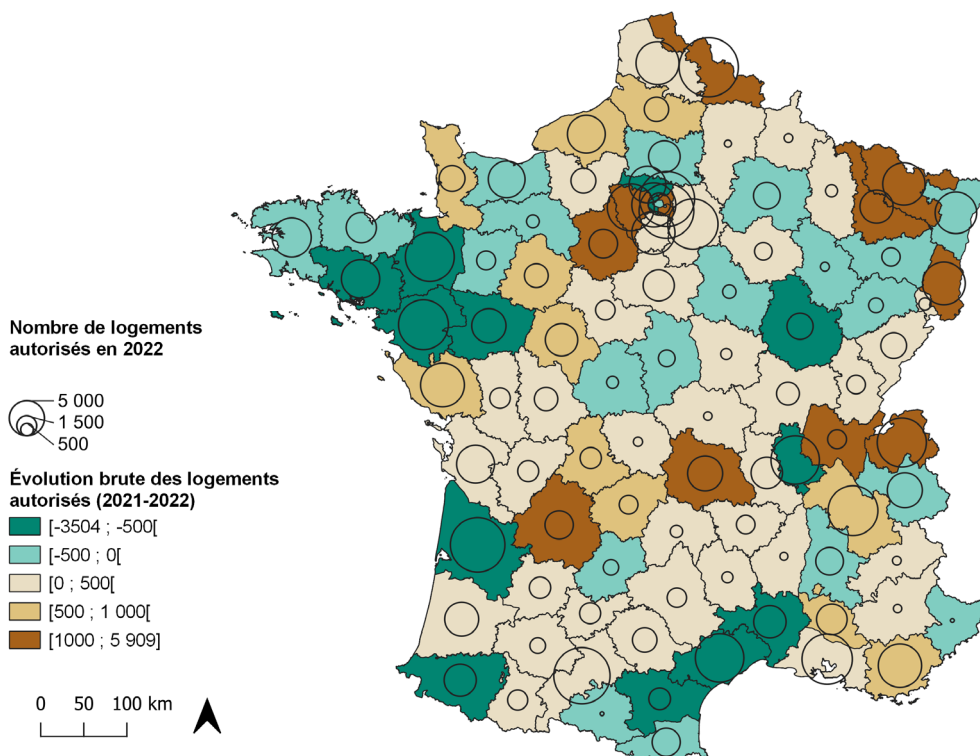 Nombre de logements
autorisés en 2022
5 000
1 500
500
Évolution brute des logements
autorisés (2021-2022)
[-3504 ; -500[
[-500 ; 0[
[0 ; 500[
[500 ; 1 000[
[1000 ; 5 909]
0 50 100 km